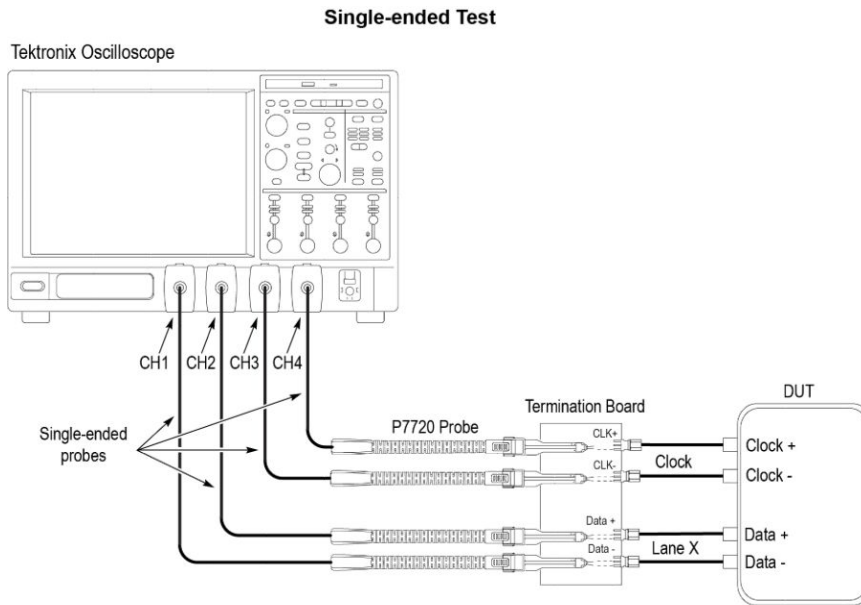 Single-ended Test
Tektronix Oscilloscope
CH1
CH2
CH3
CH4
Single-ended
probes
P7720 Probe
Termination Board
CLK+
CLK-
Data +
Data -
Clock
Lane X
DUT
Clock +
Clock -
Data +
Data -